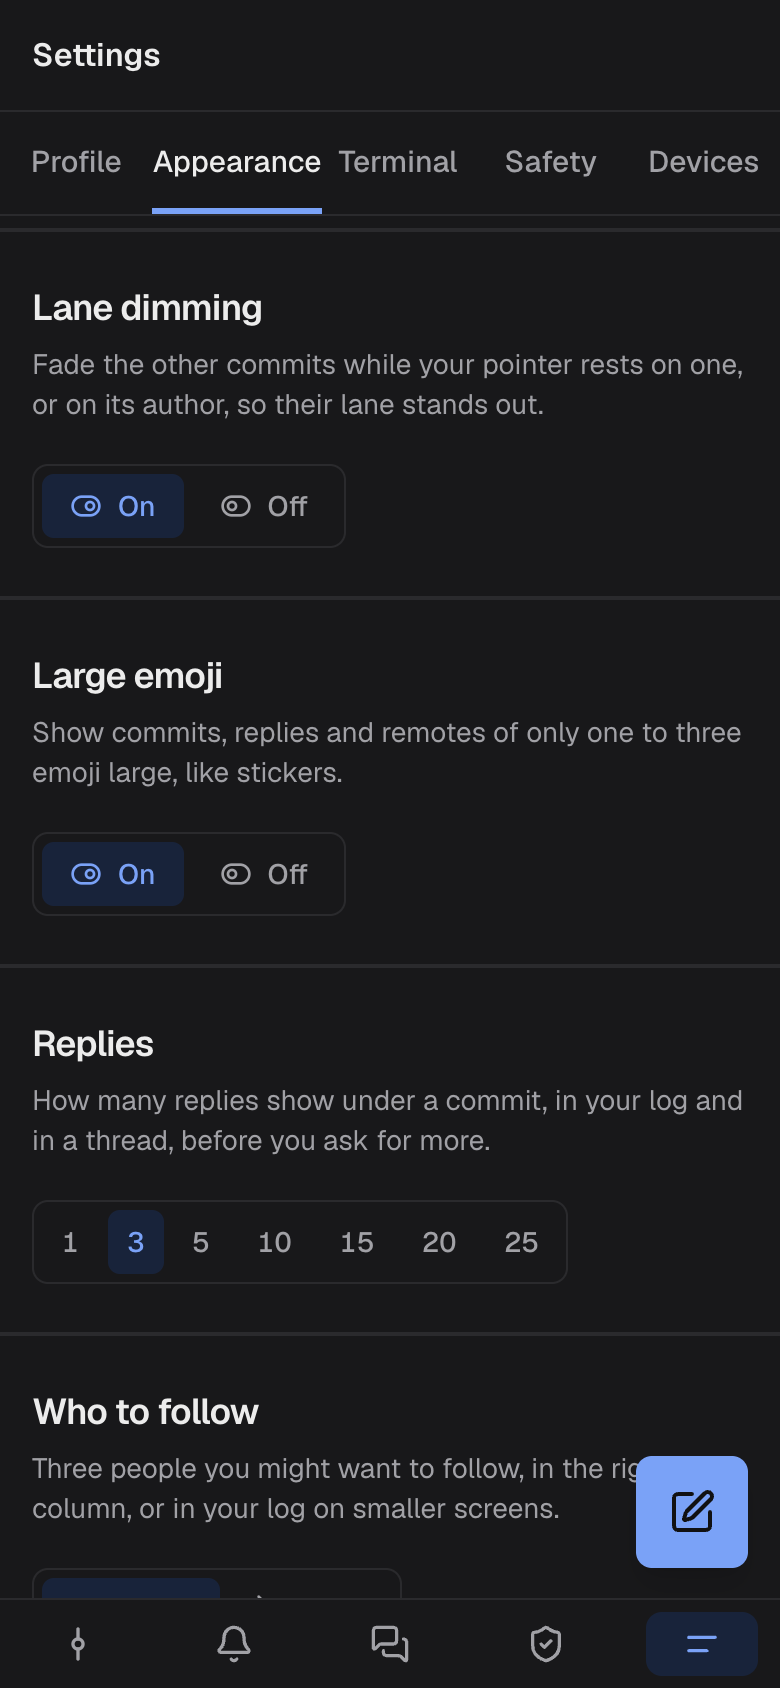 Settings
Profile Appearance Terminal Safety Devices
Lane dimming
Fade the other commits while your pointer rests on one,
or on its author, so their lane stands out.
On Off
Large emoji
Show commits, replies and remotes of only one to three
emoji large, like stickers.
On Off
Replies
How many replies show under a commit, in your log and
in a thread, before you ask for more.
1 3 5 10 15 20 25
Who to follow
Three people you might want to follow, in the
column, or in your log on smaller screens.